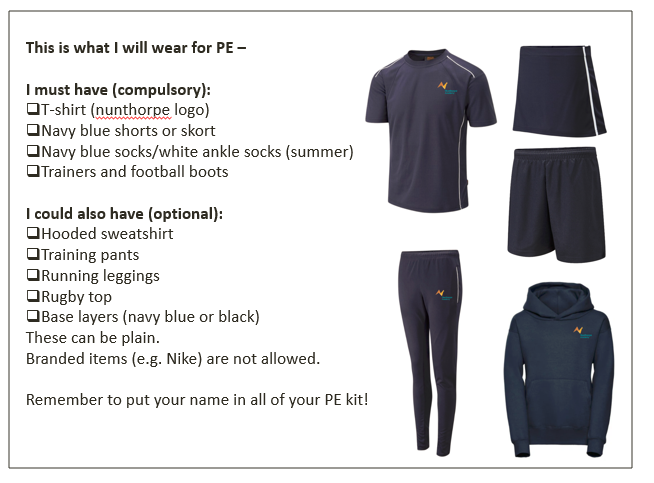 This is what I will wear for PE –
I must have (compulsory):
❑T-shirt (nunthorpe logo)
❑Navy blue shorts or skort
❑Navy blue socks/white ankle socks (summer)
❑Trainers and football boots
I could also have (optional):
❑Hooded sweatshirt
❑Training pants
❑Running leggings
❑Rugby top
❑Base layers (navy blue or black)
These can be plain.
Branded items (e.g. Nike) are not allowed.
Remember to put your name in all of your PE kit!